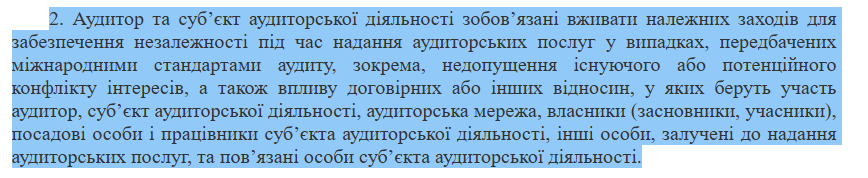 2. Аудитор та суб’єкт аудиторської діяльності зобов’язані вживати належних заходів для
забезпечення незалежності під час надання аудиторських послуг у випадках, передбачених
міжнародними стандартами аудиту, зокрема, недопущення існуючого або потенційного
конфлікту інтересів, а також впливу договірних або інших відносин, у яких беруть участь
аудитор, суб’єкт аудиторської діяльності, аудиторська мережа, власники (засновники, учасники),
посадові особи і працівники суб’єкта аудиторської діяльності, інші особи, залучені до надання
аудиторських послуг, та пов’язані особи суб’єкта аудиторської діяльності.